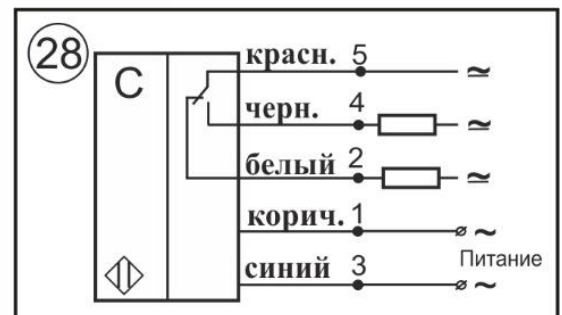 28
C
красн. 5 ≃
черн. 4 ≃
белый 2 ≃
корич. 1 ~
Питание
синий 3 ~